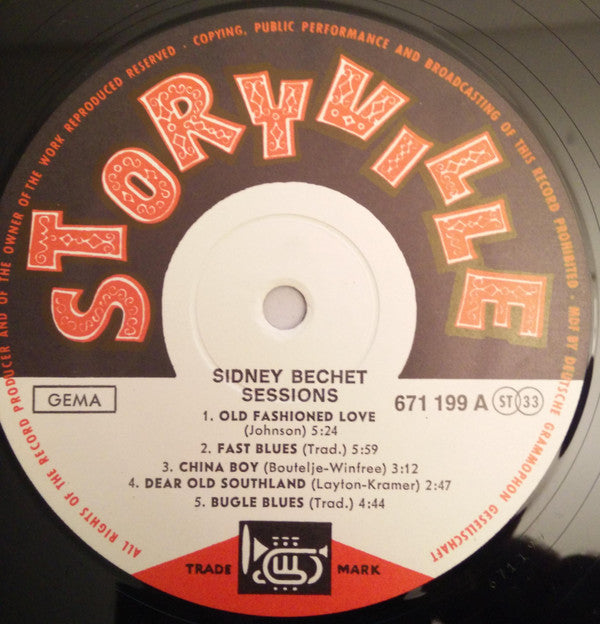 ALL RIGHTS OF THE RECORD PRODUCER AND OF THE OWNER OF THE WORK REPRODUCED RESERVED · COPYING, PUBLIC PERFORMANCE AND BROADCASTING OF THIS RECORD PROHIBITED · NOT BY DEUTSCHE GRAMMOPHON GESELLSCHAFT
STORYVILLE
SIDNEY BECHET
SESSIONS
GEMA
671 199 A ST 33
1. OLD FASHIONED LOVE
(Johnson) 5:24
2. FAST BLUES (Trad.) 5:59
3. CHINA BOY (Boutelje-Winfree) 3:12
4. DEAR OLD SOUTHLAND (Layton-Kramer) 2:47
5. BUGLE BLUES (Trad.) 4:44
TRADE MARK